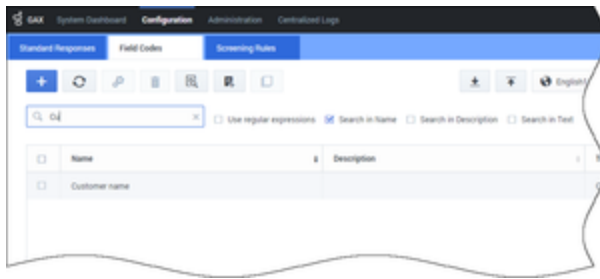 GAX System Dashboard Configuration Administration Centralized Logs
Standard Responses Field Codes Screening Rules
English
Use regular expressions Search in Name Search in Description Search in Text
Name Description
Customer name